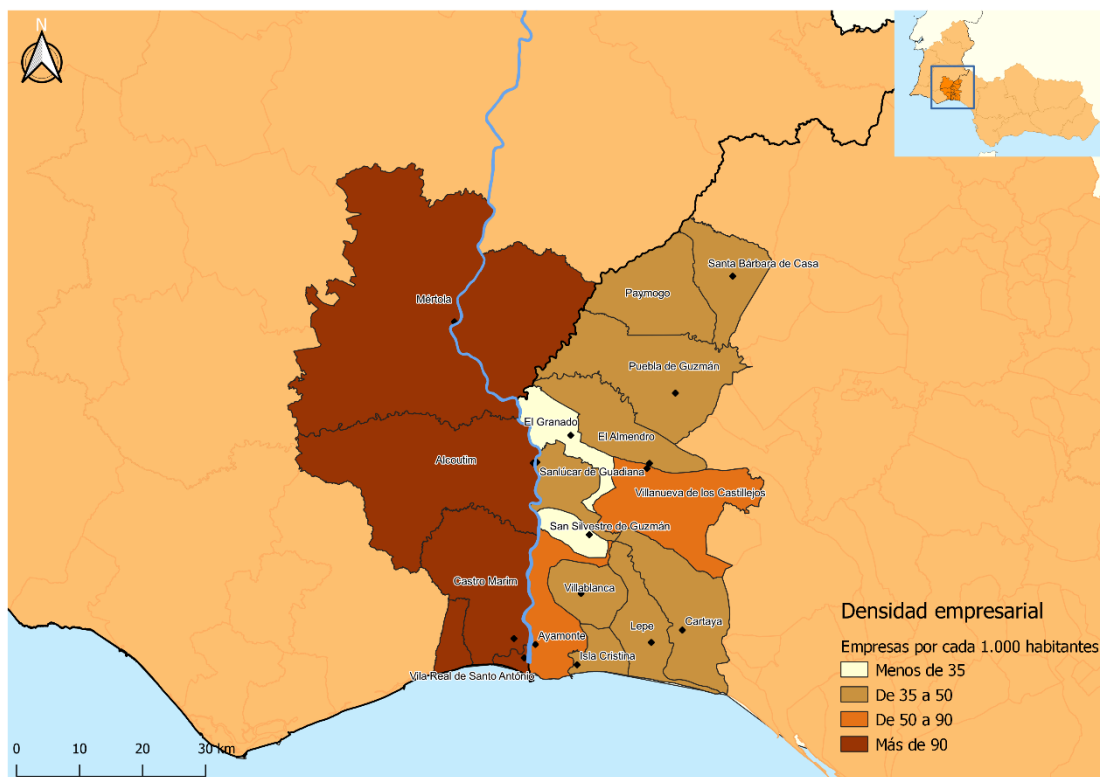 N
Santa Bárbara de Casa
Paymogo
Mértola
Puebla de Guzmán
El Granado
El Almendro
Alcoutim
Sanlúcar de Guadiana
Villanueva de los Castillejos
San Silvestre de Guzmán
Castro Marim
Villablanca
Lepe
Cartaya
Ayamonte
Isla Cristina
Vila Real de Santo António
Densidad empresarial
Empresas por cada 1.000 habitantes
Menos de 35
De 35 a 50
De 50 a 90
Más de 90
0 10 20 30 km